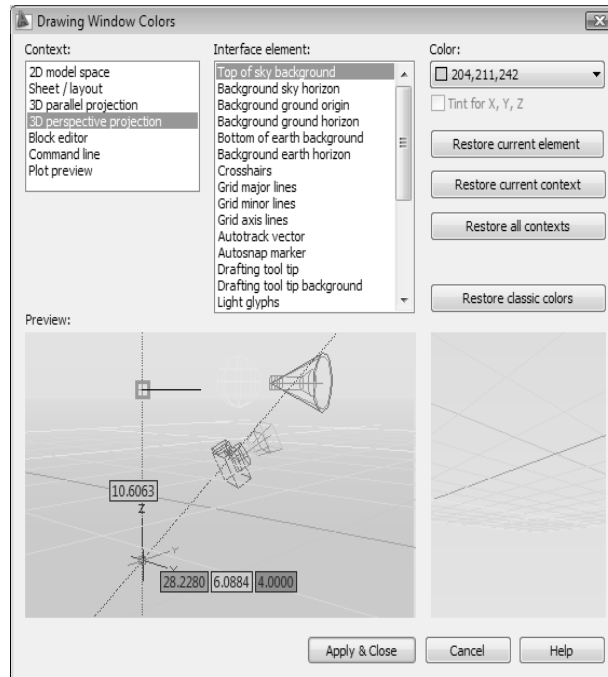 Drawing Window Colors
Context:
2D model space
Sheet / layout
3D parallel projection
3D perspective projection
Block editor
Command line
Plot preview
Interface element:
Top of sky background
Background sky horizon
Background ground origin
Background ground horizon
Bottom of earth background
Background earth horizon
Crosshairs
Grid major lines
Grid minor lines
Grid axis lines
Autotrack vector
Autosnap marker
Drafting tool tip
Drafting tool tip background
Light glyphs
Color:
204,211,242
Tint for X, Y, Z
Restore current element
Restore current context
Restore all contexts
Restore classic colors
Preview:
10.6063
Z
Y
X
28.2280 6.0884 4.0000
Apply & Close Cancel Help